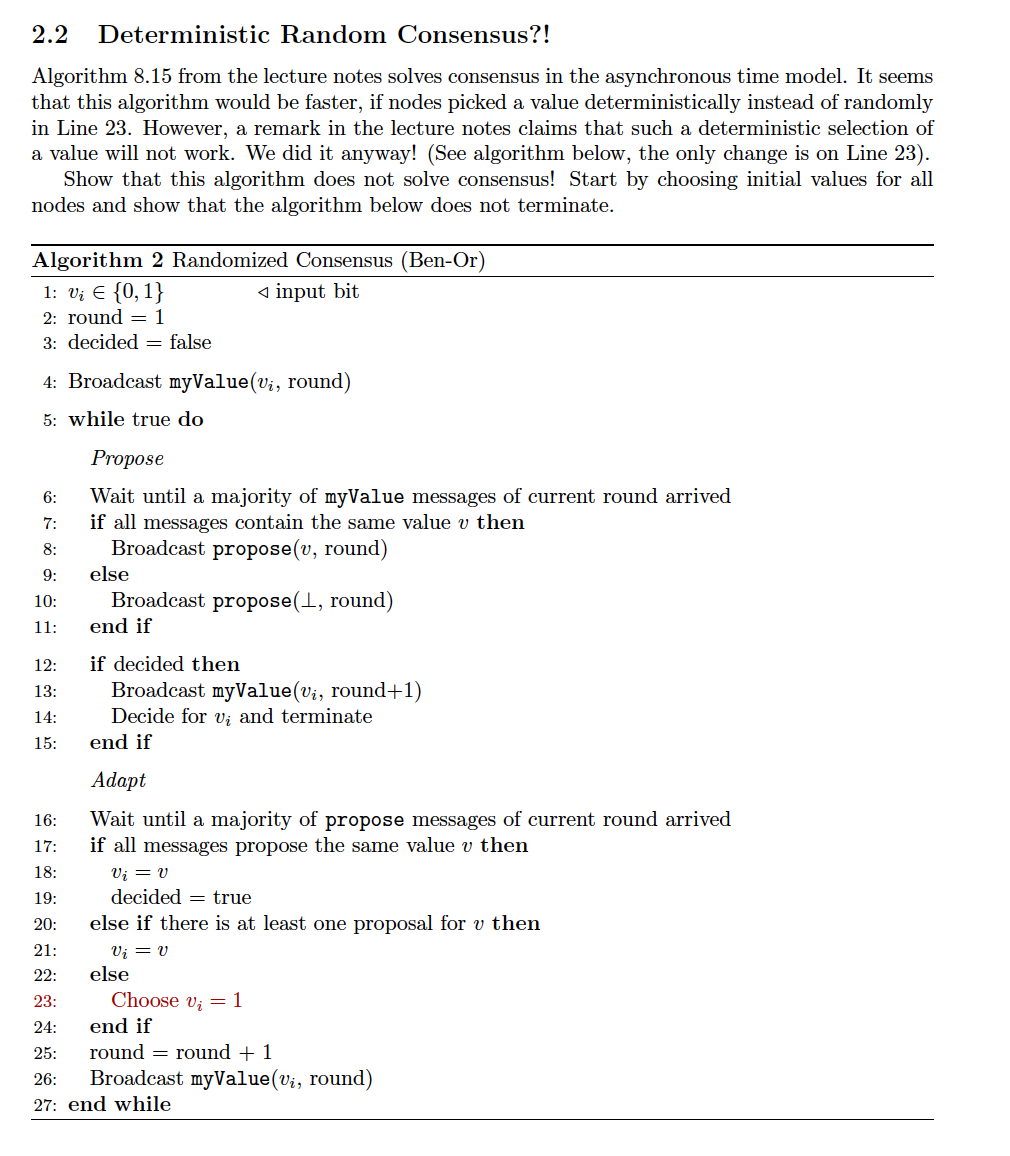 2.2 Deterministic Random Consensus?!
Algorithm 8.15 from the lecture notes solves consensus in the asynchronous time model. It seems
that this algorithm would be faster, if nodes picked a value deterministically instead of randomly
in Line 23. However, a remark in the lecture notes claims that such a deterministic selection of
a value will not work. We did it anyway! (See algorithm below, the only change is on Line 23).
Show that this algorithm does not solve consensus! Start by choosing initial values for all
nodes and show that the algorithm below does not terminate.
Algorithm 2 Randomized Consensus (Ben-Or)
1: vᵢ ∈ {0, 1} ◁ input bit
2: round = 1
3: decided = false
4: Broadcast myValue(vᵢ, round)
5: while true do
Propose
6: Wait until a majority of myValue messages of current round arrived
7: if all messages contain the same value v then
8: Broadcast propose(v, round)
9: else
10: Broadcast propose(⊥, round)
11: end if
12: if decided then
13: Broadcast myValue(vᵢ, round+1)
14: Decide for vᵢ and terminate
15: end if
Adapt
16: Wait until a majority of propose messages of current round arrived
17: if all messages propose the same value v then
18: vᵢ = v
19: decided = true
20: else if there is at least one proposal for v then
21: vᵢ = v
22: else
23: Choose vᵢ = 1
24: end if
25: round = round + 1
26: Broadcast myValue(vᵢ, round)
27: end while